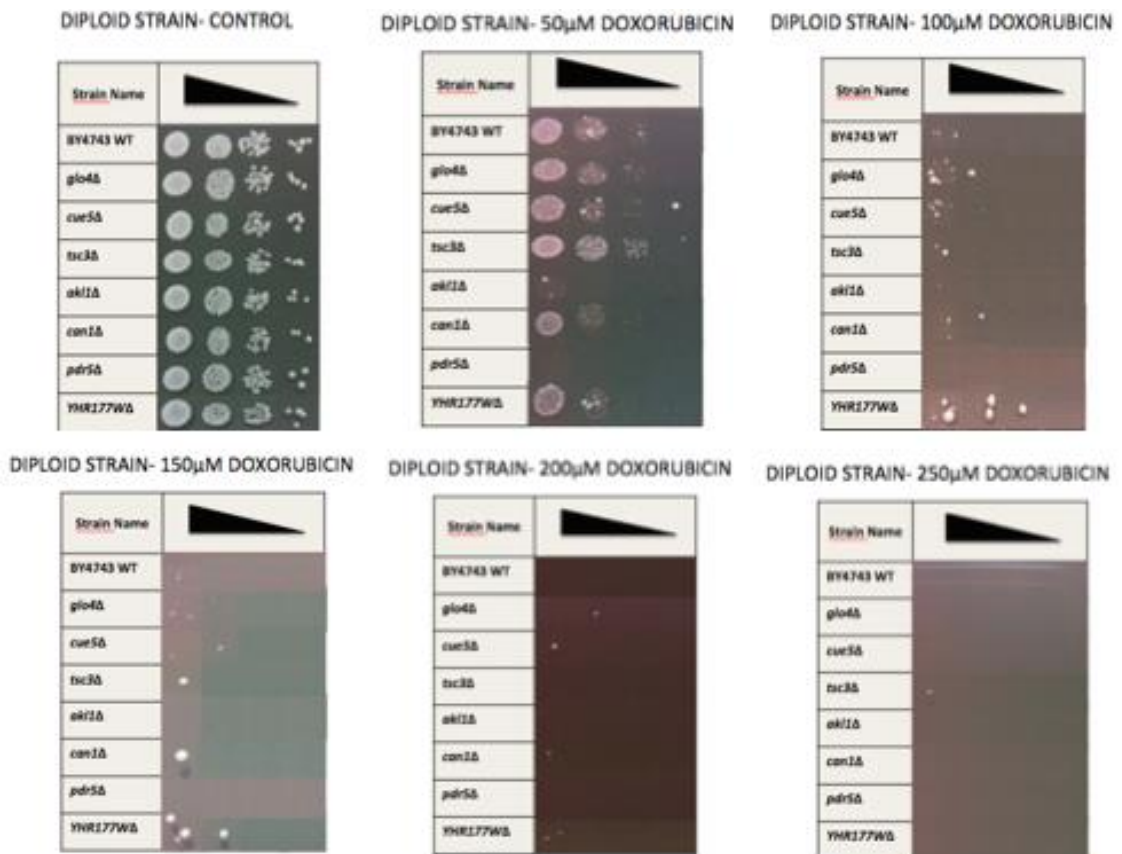 DIPLOID STRAIN- CONTROL
Strain Name
BY4743 WT
glo4Δ
cue5Δ
tsc3Δ
akl1Δ
can1Δ
pdr5Δ
YHR177WΔ
DIPLOID STRAIN- 50µM DOXORUBICIN
Strain Name
BY4743 WT
glo4Δ
cue5Δ
tsc3Δ
akl1Δ
can1Δ
pdr5Δ
YHR177WΔ
DIPLOID STRAIN- 100µM DOXORUBICIN
Strain Name
BY4743 WT
glo4Δ
cue5Δ
tsc3Δ
akl1Δ
can1Δ
pdr5Δ
YHR177WΔ
DIPLOID STRAIN- 150µM DOXORUBICIN
Strain Name
BY4743 WT
glo4Δ
cue5Δ
tsc3Δ
akl1Δ
can1Δ
pdr5Δ
YHR177WΔ
DIPLOID STRAIN- 200µM DOXORUBICIN
Strain Name
BY4743 WT
glo4Δ
cue5Δ
tsc3Δ
akl1Δ
can1Δ
pdr5Δ
YHR177WΔ
DIPLOID STRAIN- 250µM DOXORUBICIN
Strain Name
BY4743 WT
glo4Δ
cue5Δ
tsc3Δ
akl1Δ
can1Δ
pdr5Δ
YHR177WΔ